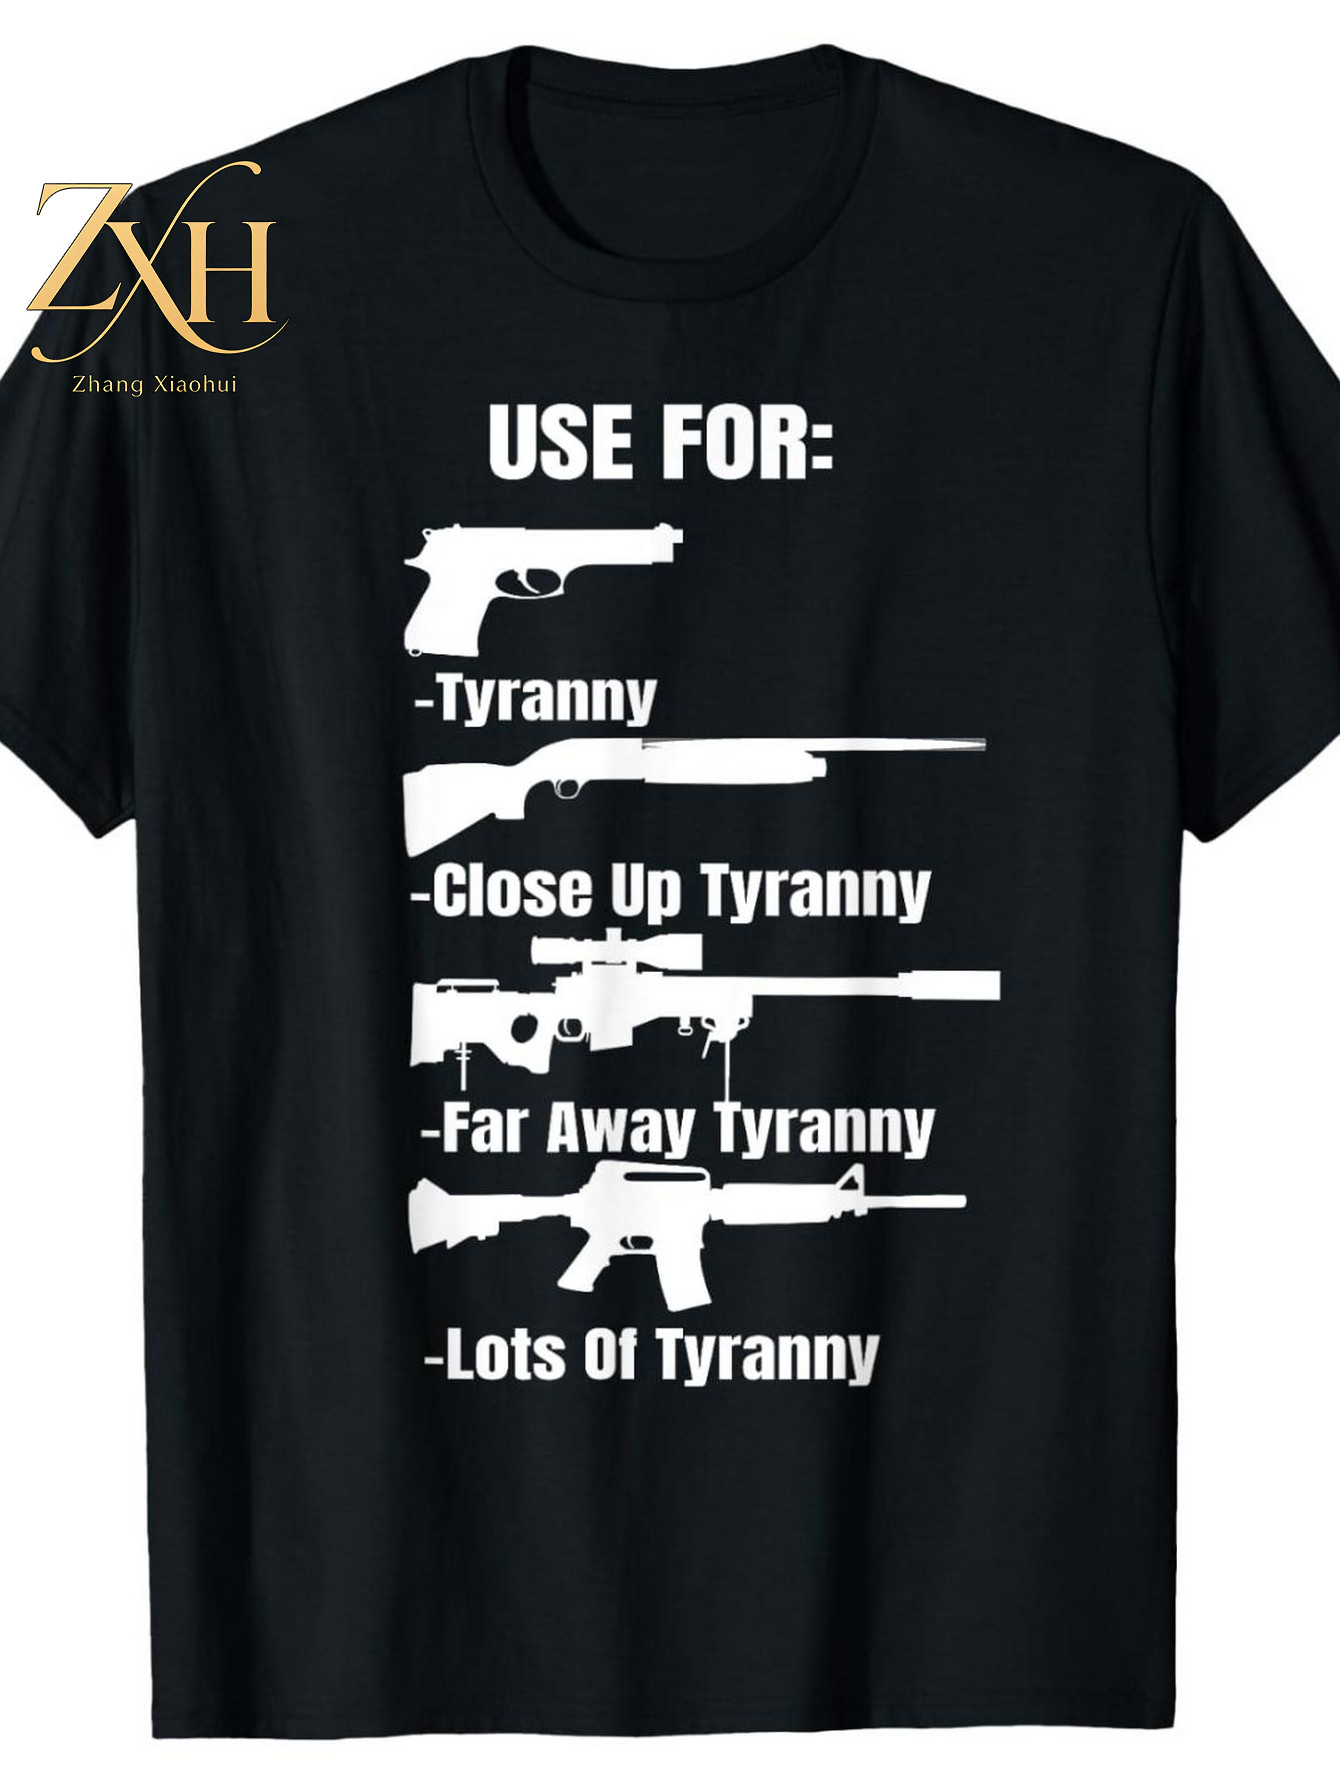 ZXH
Zhang Xiaohui
USE FOR:
-Tyranny
-Close Up Tyranny
-Far Away Tyranny
-Lots Of Tyranny